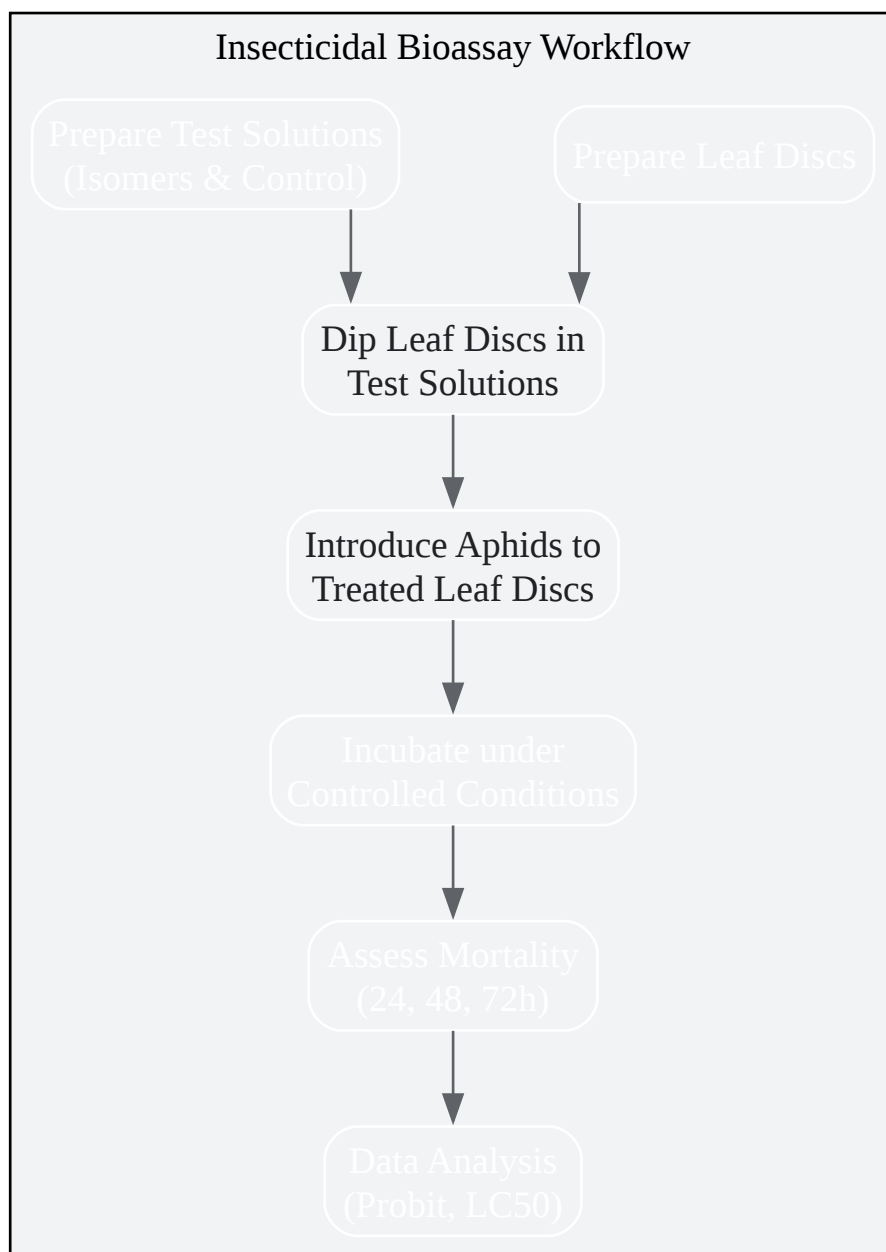 Insecticidal Bioassay Workflow
Prepare Test Solutions
(Isomers & Control)
Prepare Leaf Discs
Dip Leaf Discs in
Test Solutions
Introduce Aphids to
Treated Leaf Discs
Incubate under
Controlled Conditions
Assess Mortality
(24, 48, 72h)
Data Analysis
(Probit, LC50)